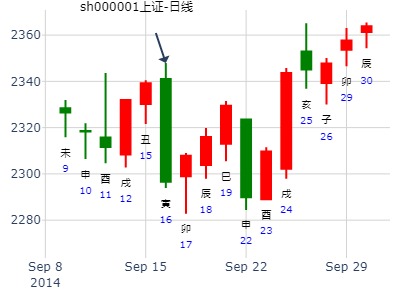 sh000001上证-日线
2360
2340
2320
2300
2280
未
9
申
10
酉
11
戌
12
丑
15
寅
16
卯
17
辰
18
巳
19
申
22
酉
23
戌
24
亥
25
子
26
卯
29
辰
30
Sep 8
2014
Sep 15
Sep 22
Sep 29